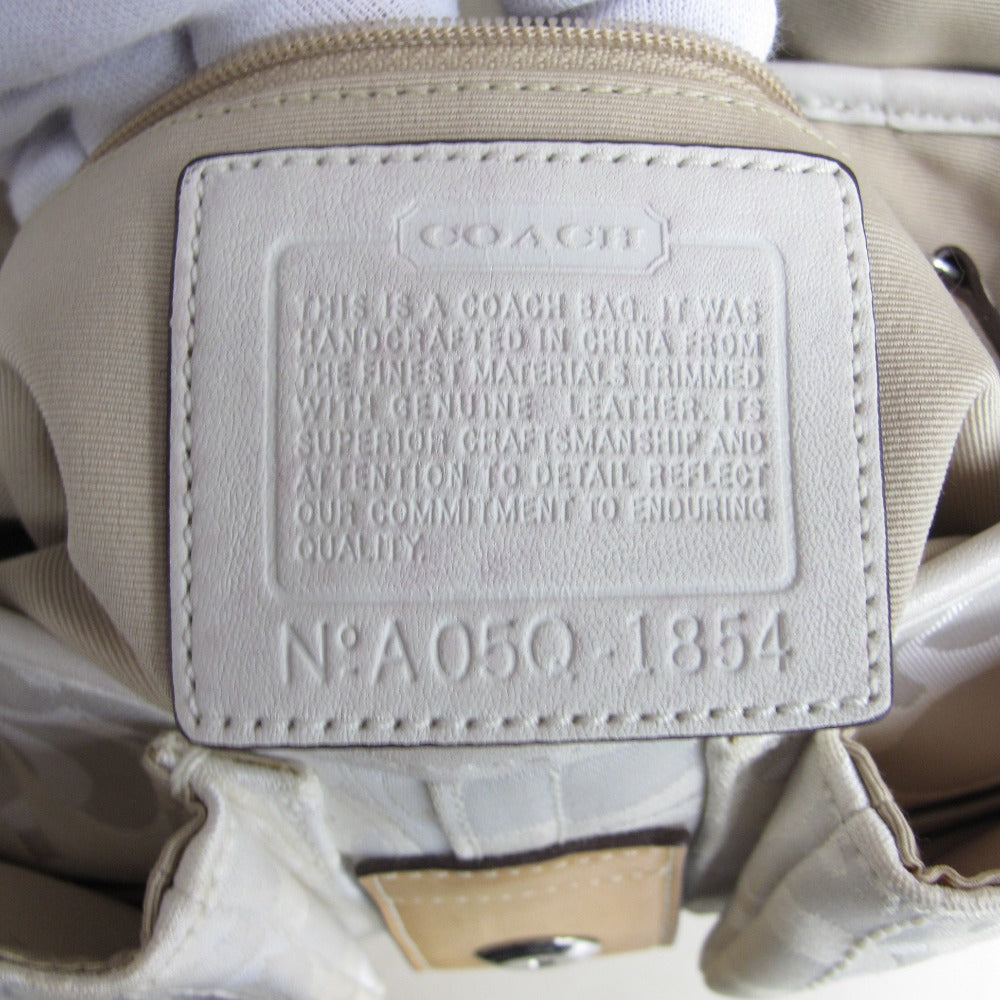 COACH
THIS IS A COACH BAG. IT WAS
HANDCRAFTED IN CHINA FROM
THE FINEST MATERIALS TRIMMED
WITH GENUINE LEATHER. ITS
SUPERIOR CRAFTSMANSHIP AND
ATTENTION TO DETAIL REFLECT
OUR COMMITMENT TO ENDURING
QUALITY.
Nº A05Q-1854